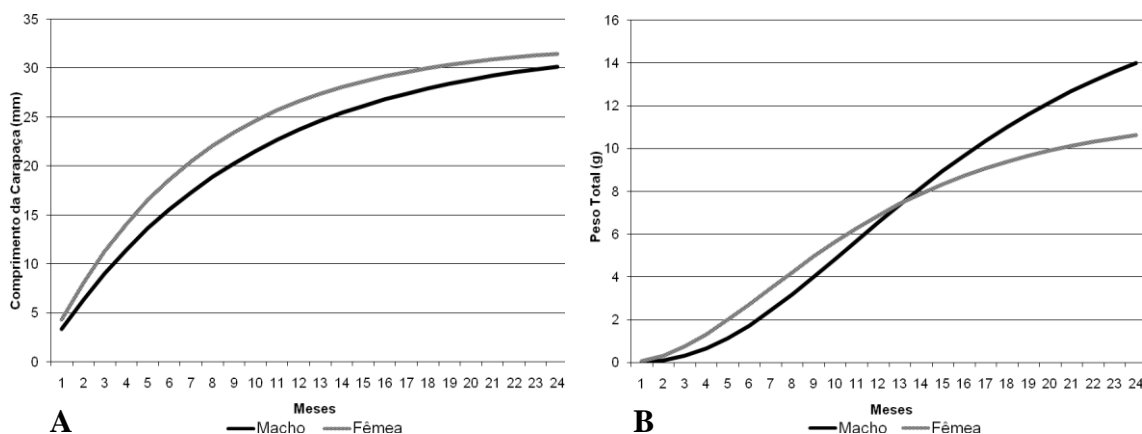 Comprimento da Carapaça (mm)
35
30
25
20
15
10
5
0
1 2 3 4 5 6 7 8 9 10 11 12 13 14 15 16 17 18 19 20 21 22 23 24
Meses
A
Macho Fêmea
Peso Total (g)
16
14
12
10
8
6
4
2
0
1 2 3 4 5 6 7 8 9 10 11 12 13 14 15 16 17 18 19 20 21 22 23 24
Meses
B
Macho Fêmea